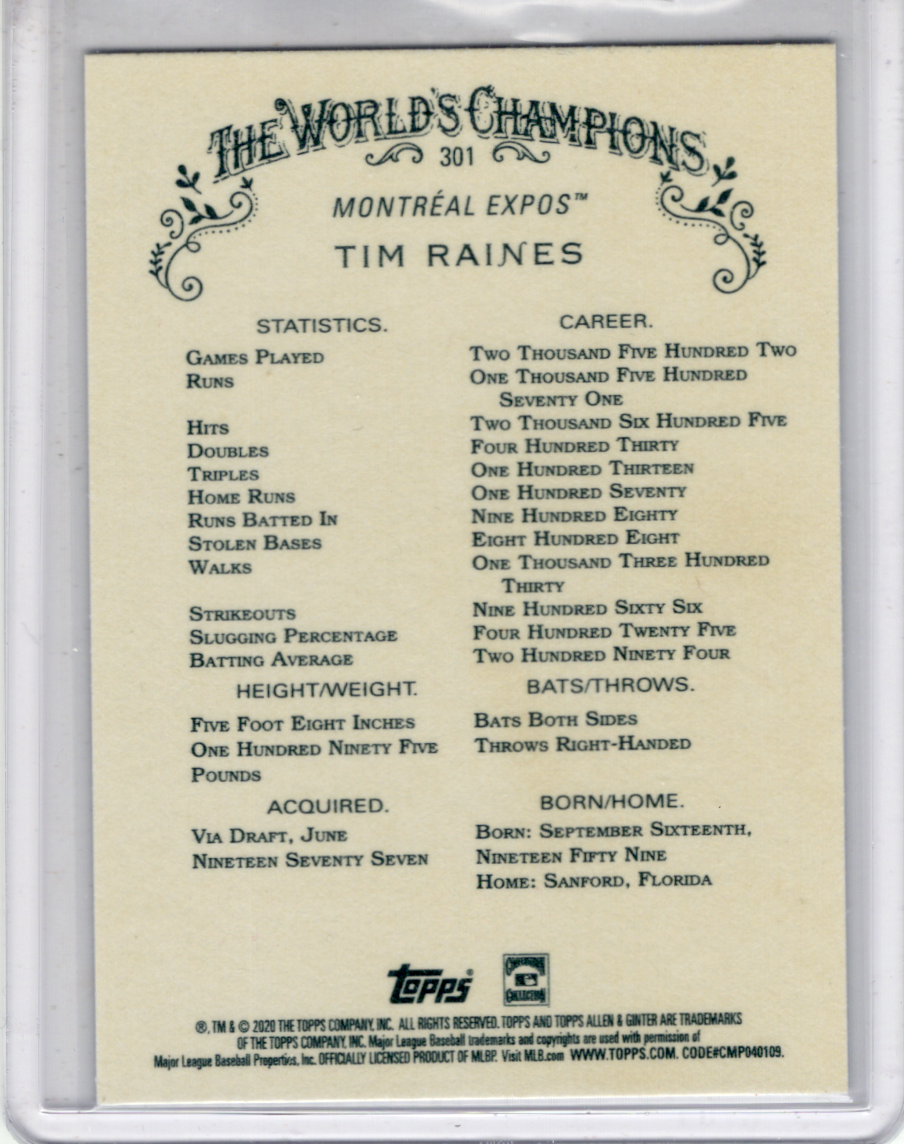 THE WORLD'S CHAMPIONS
301
MONTRÉAL EXPOS™
TIM RAINES
STATISTICS. CAREER.
GAMES PLAYED TWO THOUSAND FIVE HUNDRED TWO
RUNS ONE THOUSAND FIVE HUNDRED
SEVENTY ONE
HITS TWO THOUSAND SIX HUNDRED FIVE
DOUBLES FOUR HUNDRED THIRTY
TRIPLES ONE HUNDRED THIRTEEN
HOME RUNS ONE HUNDRED SEVENTY
RUNS BATTED IN NINE HUNDRED EIGHTY
STOLEN BASES EIGHT HUNDRED EIGHT
WALKS ONE THOUSAND THREE HUNDRED
THIRTY
STRIKEOUTS NINE HUNDRED SIXTY SIX
SLUGGING PERCENTAGE FOUR HUNDRED TWENTY FIVE
BATTING AVERAGE TWO HUNDRED NINETY FOUR
HEIGHT/WEIGHT. BATS/THROWS.
FIVE FOOT EIGHT INCHES BATS BOTH SIDES
ONE HUNDRED NINETY FIVE THROWS RIGHT-HANDED
POUNDS
ACQUIRED. BORN/HOME.
VIA DRAFT, JUNE BORN: SEPTEMBER SIXTEENTH,
NINETEEN SEVENTY SEVEN NINETEEN FIFTY NINE
HOME: SANFORD, FLORIDA
Topps®
COOPERSTOWN
COLLECTION
®, TM & © 2020 THE TOPPS COMPANY, INC. ALL RIGHTS RESERVED. TOPPS AND TOPPS ALLEN & GINTER ARE TRADEMARKS
OF THE TOPPS COMPANY, INC. Major League Baseball trademarks and copyrights are used with permission of
Major League Baseball Properties, Inc. OFFICIALLY LICENSED PRODUCT OF MLBP. Visit MLB.com WWW.TOPPS.COM. CODE#CMP040109.